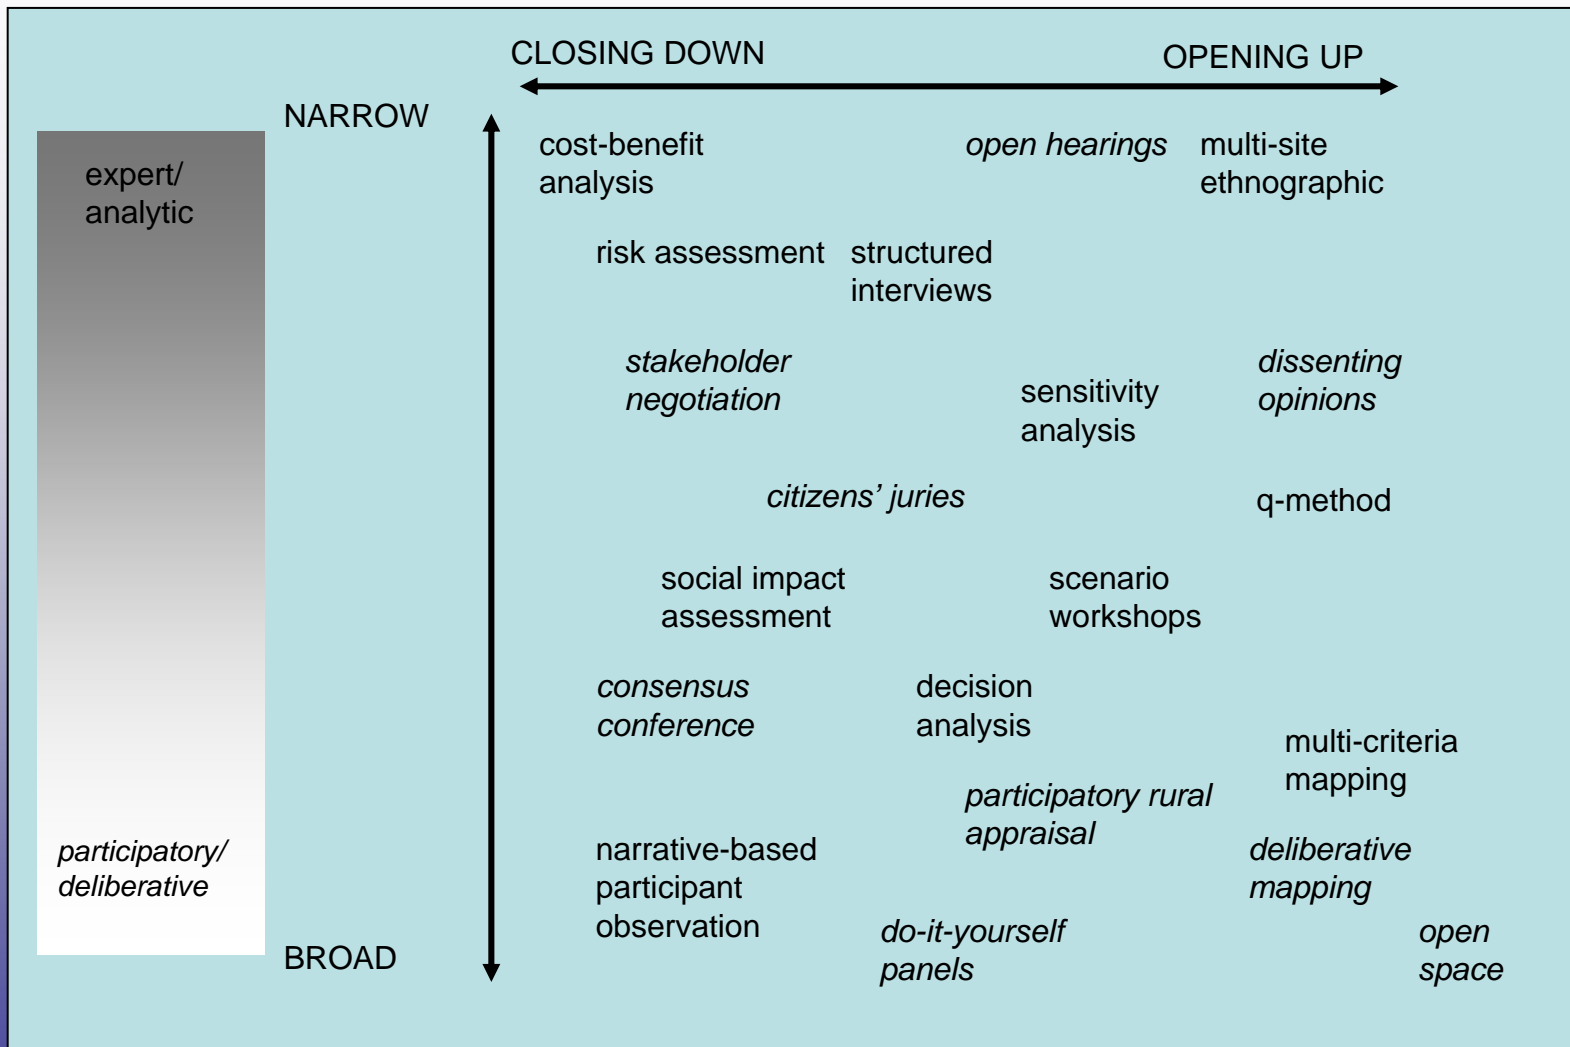 CLOSING DOWN
OPENING UP
NARROW
expert/
analytic
cost-benefit
analysis
open hearings
multi-site
ethnographic
risk assessment
structured
interviews
stakeholder
negotiation
sensitivity
analysis
dissenting
opinions
citizens’ juries
q-method
social impact
assessment
scenario
workshops
consensus
conference
decision
analysis
multi-criteria
mapping
participatory rural
appraisal
participatory/
deliberative
narrative-based
participant
observation
deliberative
mapping
do-it-yourself
panels
open
space
BROAD